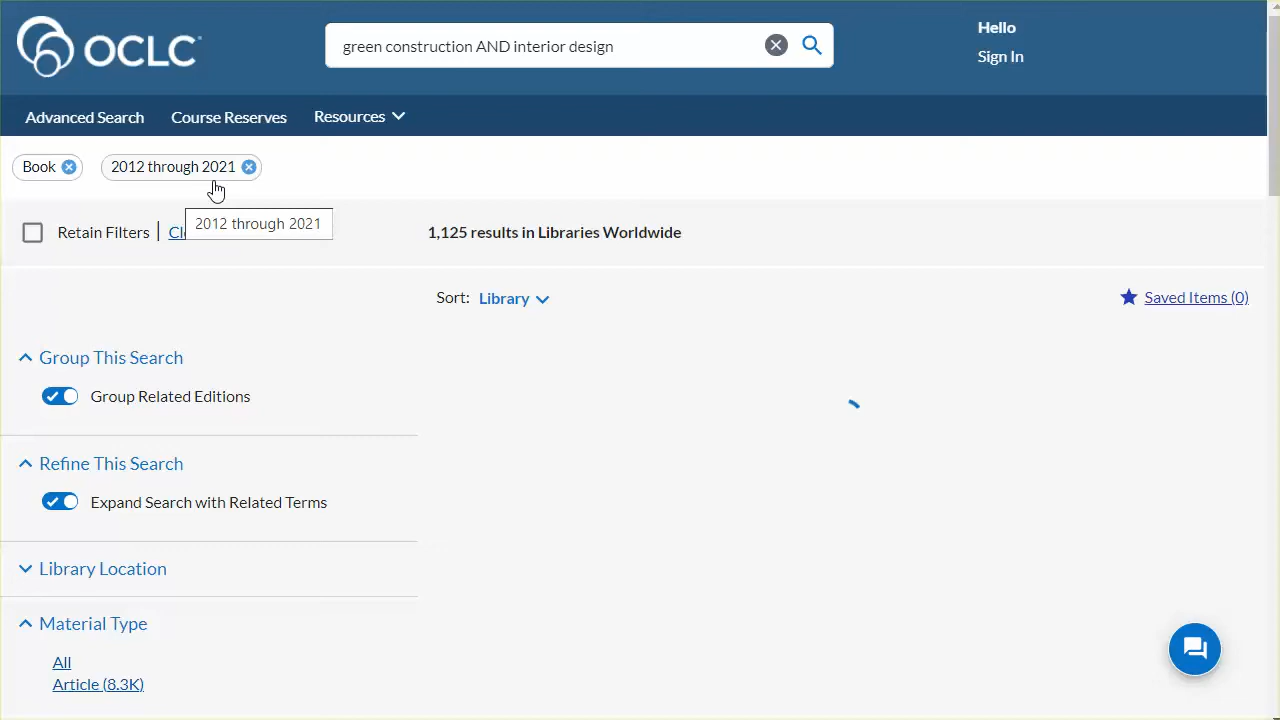 OCLC
green construction AND interior design
Hello
Sign In
Advanced Search
Course Reserves
Resources
Book
2012 through 2021
2012 through 2021
Retain Filters
1,125 results in Libraries Worldwide
Sort: Library
Saved Items (0)
Group This Search
Group Related Editions
Refine This Search
Expand Search with Related Terms
Library Location
Material Type
All
Article (8.3K)